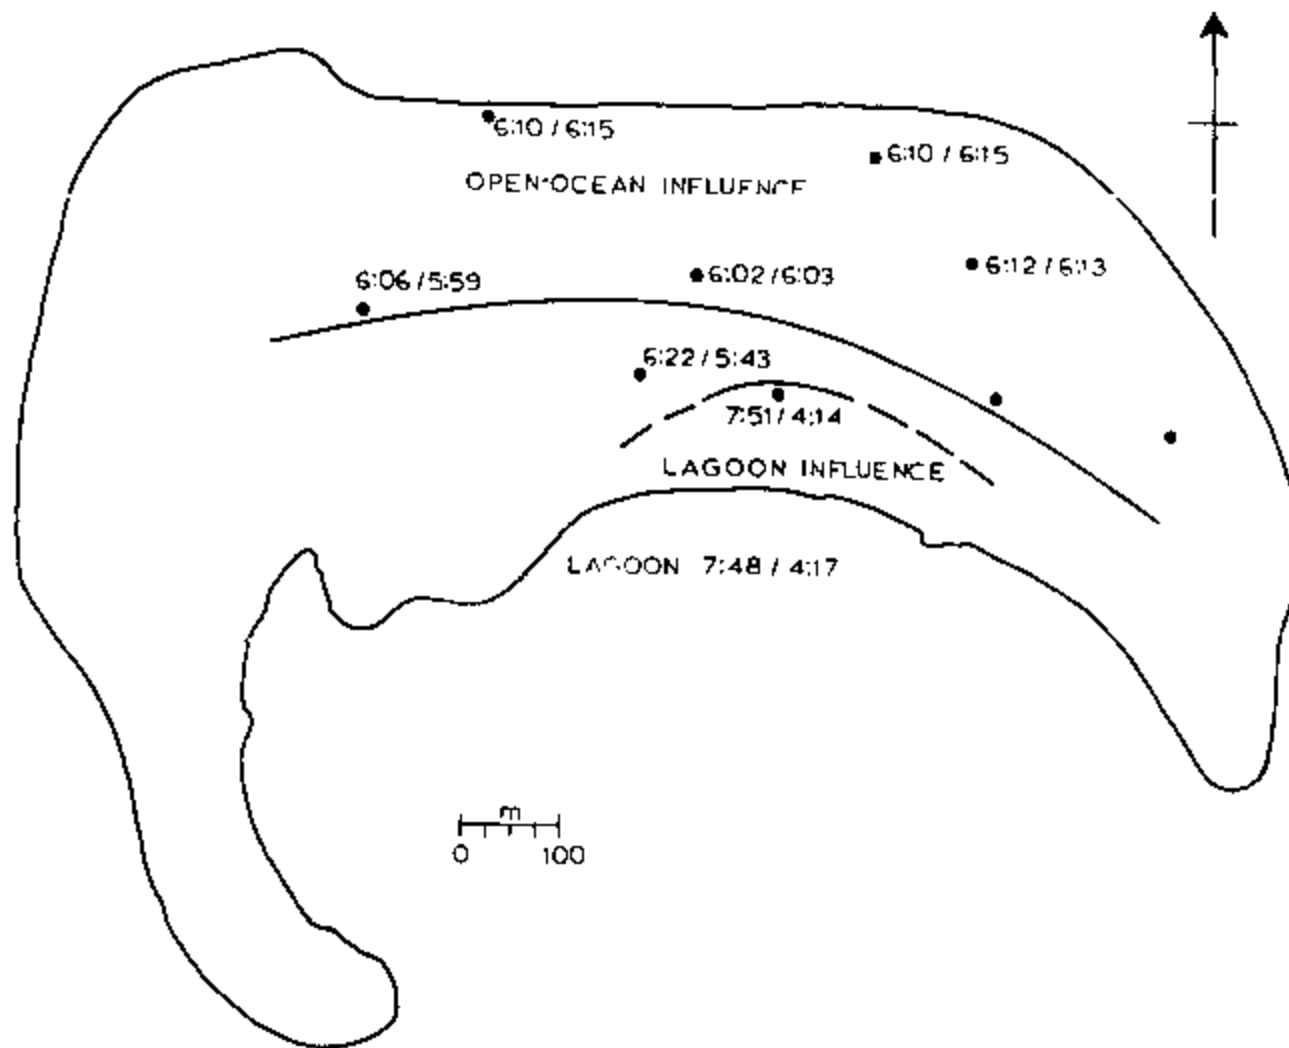 6:10 / 6:15
6:10 / 6:15
OPEN-OCEAN INFLUENCE
6:12 / 6:13
6:06 / 5:59
6:02 / 6:03
6:22 / 5:43
7:51 / 4:14
LAGOON INFLUENCE
LAGOON 7:48 / 4:17
m
0 100